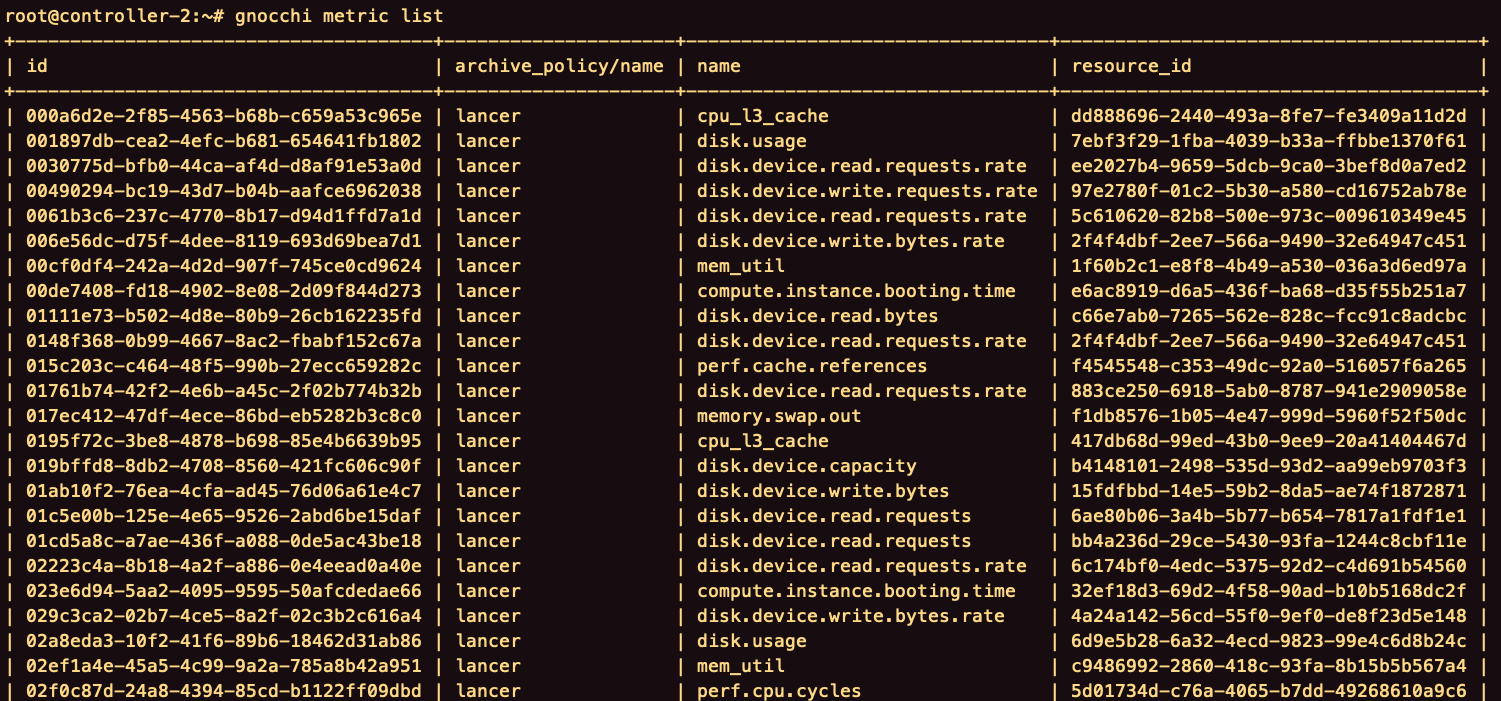 root@controller-2:~# gnocchi metric list
+--------------------------------------+---------------------+---------------------------------+--------------------------------------+
| id                                   | archive_policy/name | name                            | resource_id                          |
+--------------------------------------+---------------------+---------------------------------+--------------------------------------+
| 000a6d2e-2f85-4563-b68b-c659a53c965e | lancer              | cpu_l3_cache                    | dd888696-2440-493a-8fe7-fe3409a11d2d |
| 001897db-cea2-4efc-b681-654641fb1802 | lancer              | disk.usage                      | 7ebf3f29-1fba-4039-b33a-ffbbe1370f61 |
| 0030775d-bfb0-44ca-af4d-d8af91e53a0d | lancer              | disk.device.read.requests.rate  | ee2027b4-9659-5dcb-9ca0-3bef8d0a7ed2 |
| 00490294-bc19-43d7-b04b-aafce6962038 | lancer              | disk.device.write.requests.rate | 97e2780f-01c2-5b30-a580-cd16752ab78e |
| 0061b3c6-237c-4770-8b17-d94d1ffd7a1d | lancer              | disk.device.read.requests.rate  | 5c610620-82b8-500e-973c-009610349e45 |
| 006e56dc-d75f-4dee-8119-693d69bea7d1 | lancer              | disk.device.write.bytes.rate    | 2f4f4dbf-2ee7-566a-9490-32e64947c451 |
| 00cf0df4-242a-4d2d-907f-745ce0cd9624 | lancer              | mem_util                        | 1f60b2c1-e8f8-4b49-a530-036a3d6ed97a |
| 00de7408-fd18-4902-8e08-2d09f844d273 | lancer              | compute.instance.booting.time   | e6ac8919-d6a5-436f-ba68-d35f55b251a7 |
| 01111e73-b502-4d8e-80b9-26cb162235fd | lancer              | disk.device.read.bytes          | c66e7ab0-7265-562e-828c-fcc91c8adcbc |
| 0148f368-0b99-4667-8ac2-fbabf152c67a | lancer              | disk.device.read.requests.rate  | 2f4f4dbf-2ee7-566a-9490-32e64947c451 |
| 015c203c-c464-48f5-990b-27ecc659282c | lancer              | perf.cache.references           | f4545548-c353-49dc-92a0-516057f6a265 |
| 01761b74-42f2-4e6b-a45c-2f02b774b32b | lancer              | disk.device.read.requests.rate  | 883ce250-6918-5ab0-8787-941e2909058e |
| 017ec412-47df-4ece-86bd-eb5282b3c8c0 | lancer              | memory.swap.out                 | f1db8576-1b05-4e47-999d-5960f52f50dc |
| 0195f72c-3be8-4878-b698-85e4b6639b95 | lancer              | cpu_l3_cache                    | 417db68d-99ed-43b0-9ee9-20a41404467d |
| 019bffd8-8db2-4708-8560-421fc606c90f | lancer              | disk.device.capacity            | b4148101-2498-535d-93d2-aa99eb9703f3 |
| 01ab10f2-76ea-4cfa-ad45-76d06a61e4c7 | lancer              | disk.device.write.bytes         | 15fdfbbd-14e5-59b2-8da5-ae74f1872871 |
| 01c5e00b-125e-4e65-9526-2abd6be15daf | lancer              | disk.device.read.requests       | 6ae80b06-3a4b-5b77-b654-7817a1fdf1e1 |
| 01cd5a8c-a7ae-436f-a088-0de5ac43be18 | lancer              | disk.device.read.requests       | bb4a236d-29ce-5430-93fa-1244c8cbf11e |
| 02223c4a-8b18-4a2f-a886-0e4eead0a40e | lancer              | disk.device.read.requests.rate  | 6c174bf0-4edc-5375-92d2-c4d691b54560 |
| 023e6d94-5aa2-4095-9595-50afcdedae66 | lancer              | compute.instance.booting.time   | 32ef18d3-69d2-4f58-90ad-b10b5168dc2f |
| 029c3ca2-02b7-4ce5-8a2f-02c3b2c616a4 | lancer              | disk.device.write.bytes.rate    | 4a24a142-56cd-55f0-9ef0-de8f23d5e148 |
| 02a8eda3-10f2-41f6-89b6-18462d31ab86 | lancer              | disk.usage                      | 6d9e5b28-6a32-4ecd-9823-99e4c6d8b24c |
| 02ef1a4e-45a5-4c99-9a2a-785a8b42a951 | lancer              | mem_util                        | c9486992-2860-418c-93fa-8b15b5b567a4 |
| 02f0c87d-24a8-4394-85cd-b1122ff09dbd | lancer              | perf.cpu.cycles                 | 5d01734d-c76a-4065-b7dd-49268610a9c6 |